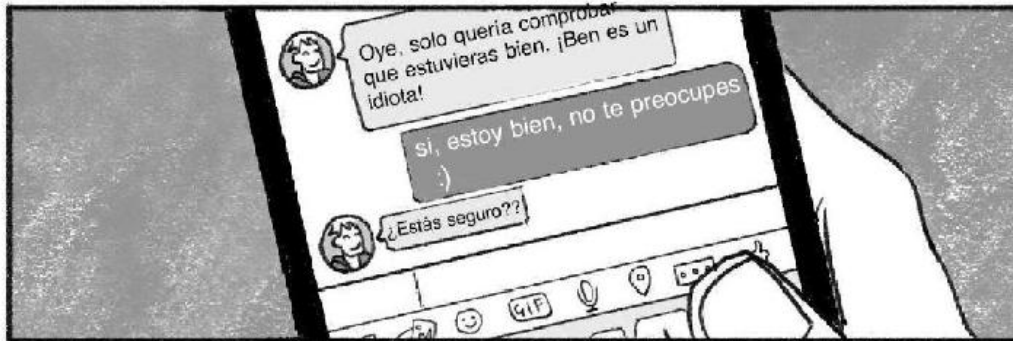 Oye, solo quería comprobar
que estuvieras bien. ¡Ben es un
idiota!
si, estoy bien, no te preocupes
:)
¿Estás seguro??
GIF